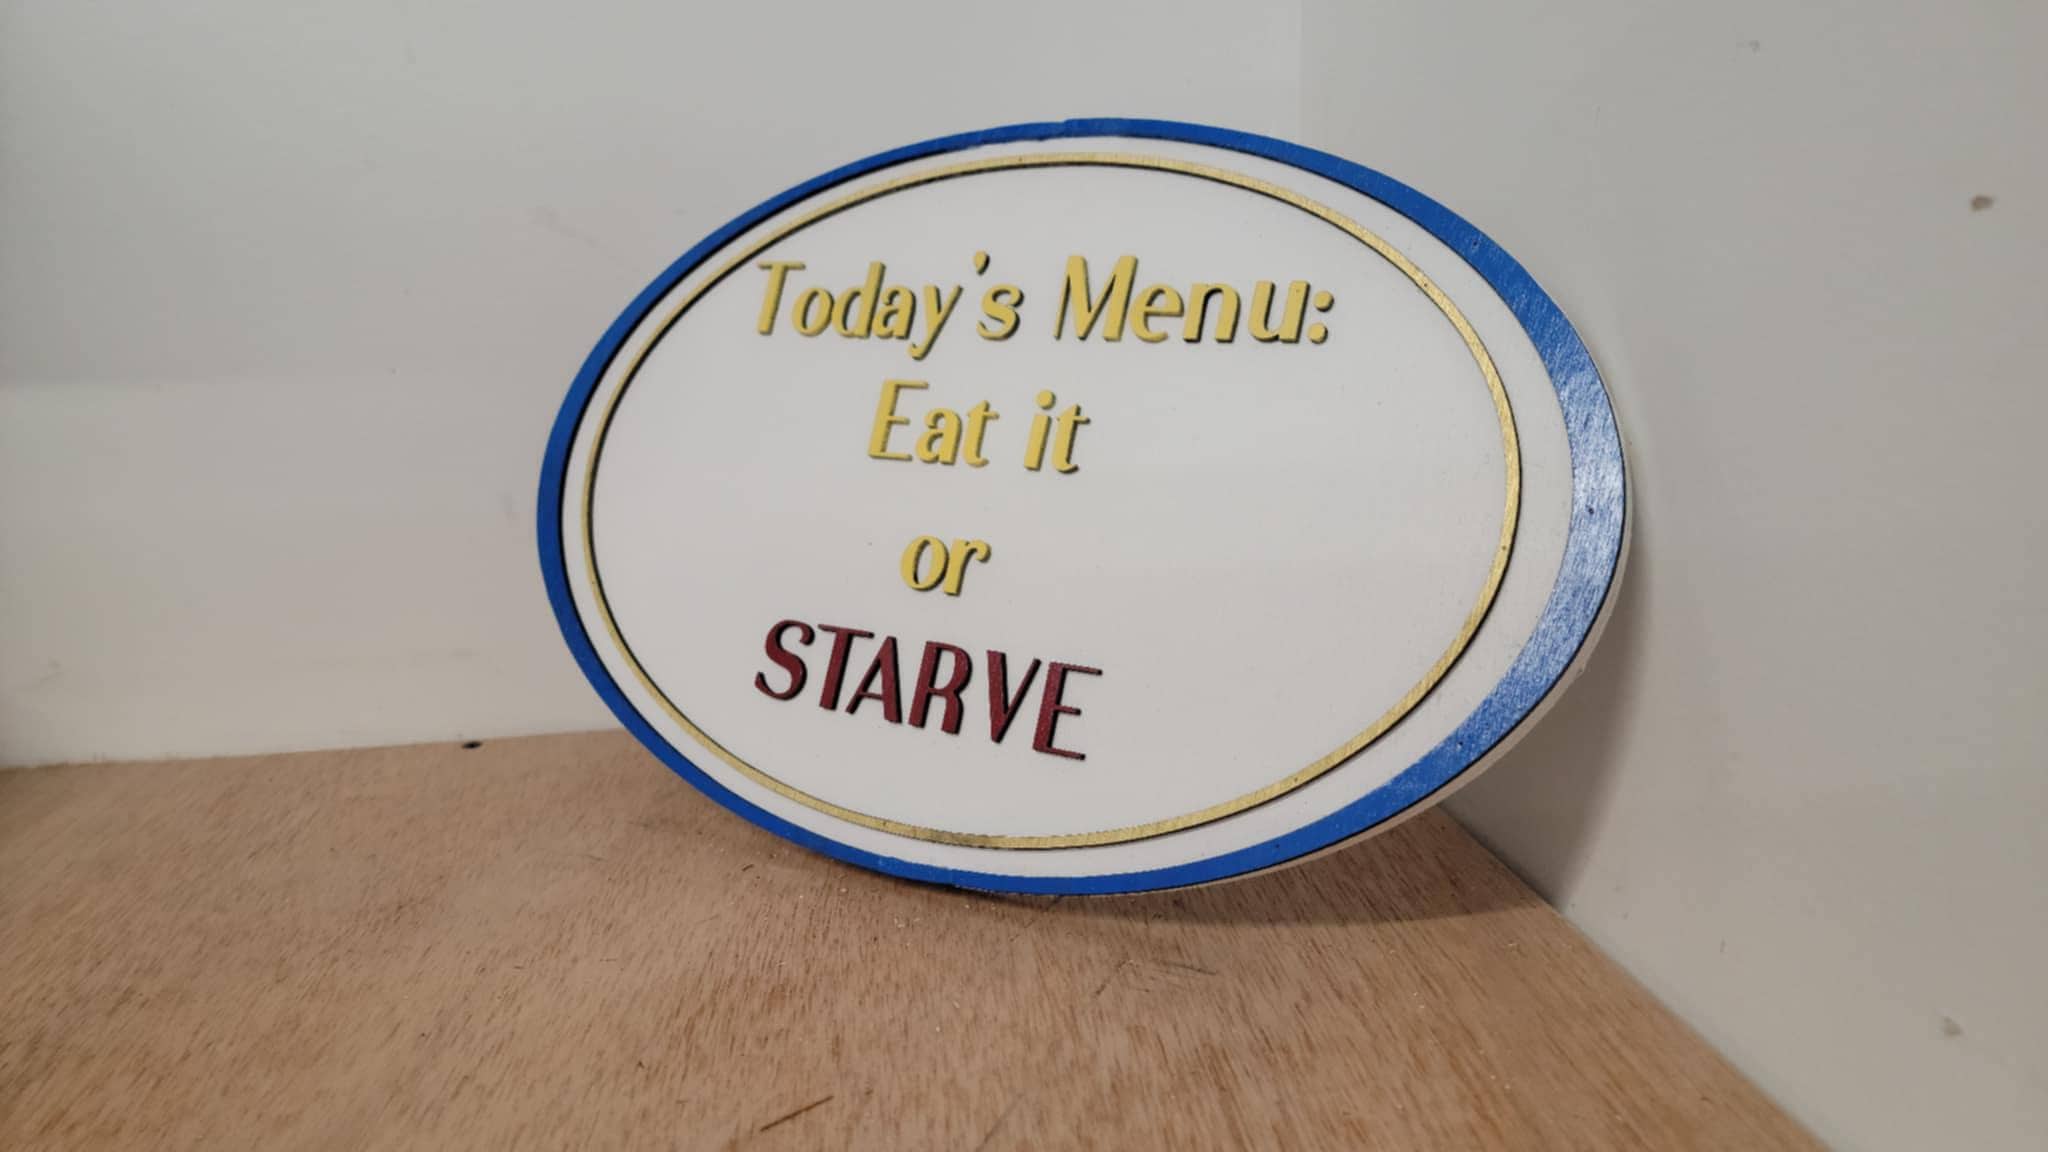 Today's Menu:
Eat it
or
STARVE